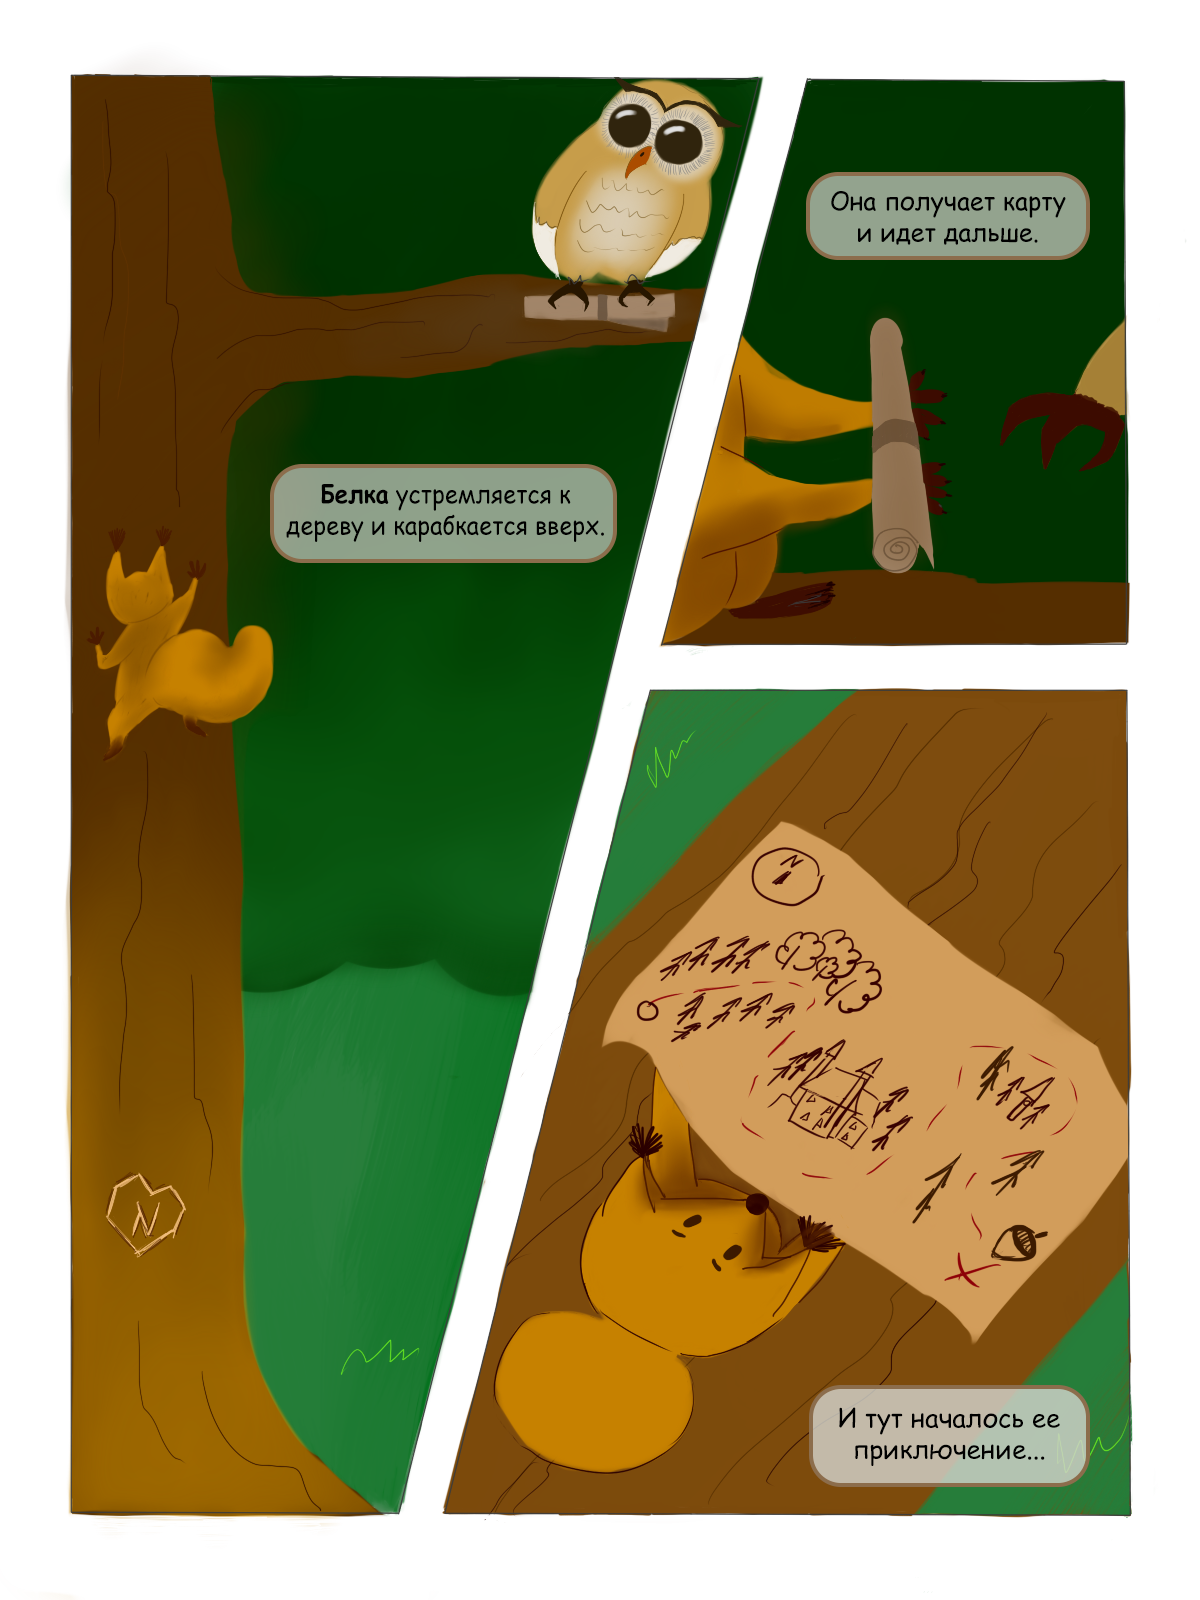 Белка устремляется к
дереву и карабкается вверх.
N
Она получает карту
и идет дальше.
N
И тут началось ее
приключение...